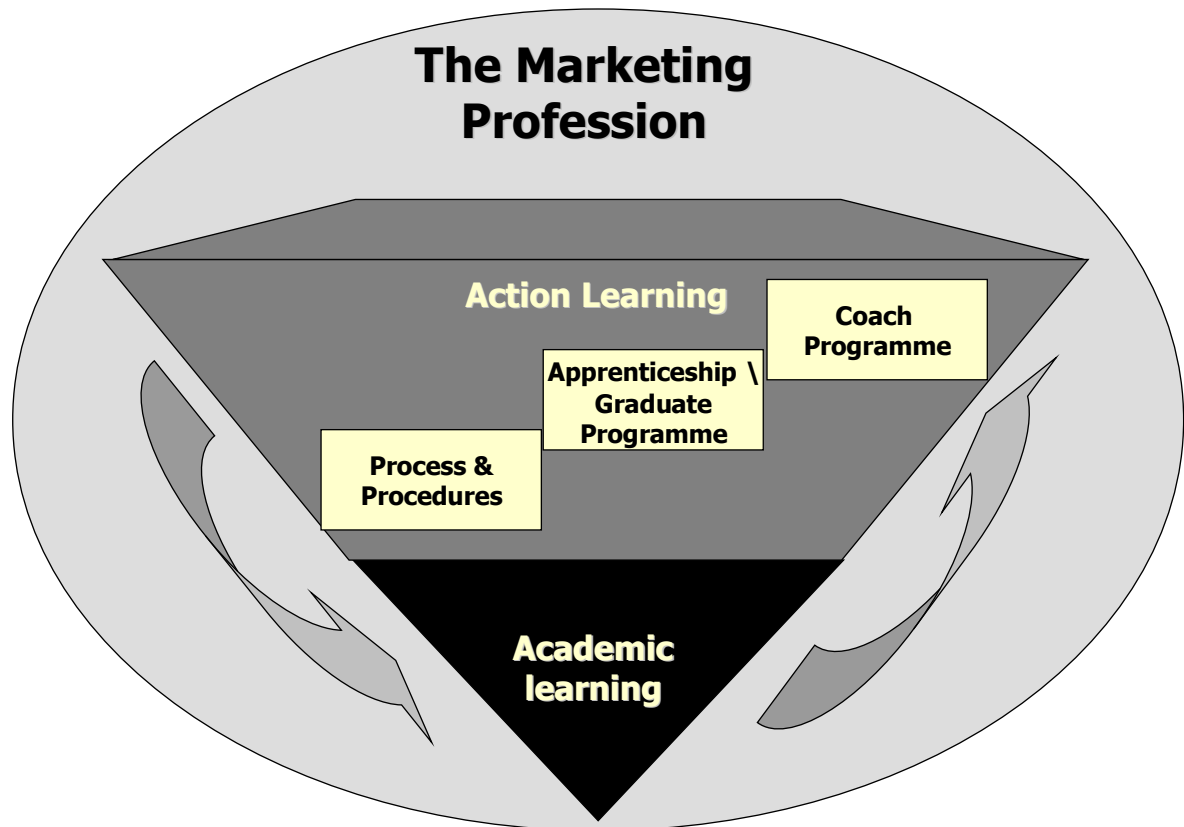 The Marketing
Profession
Action Learning
Coach
Programme
Apprenticeship \
Graduate
Programme
Process &
Procedures
Academic
learning